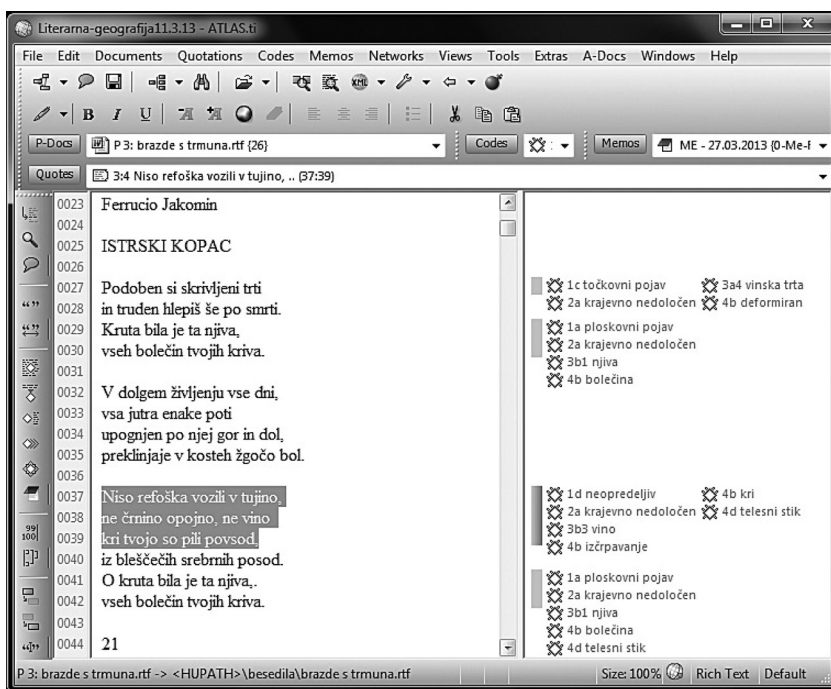 Literarna-geografija11.3.13 - ATLAS.ti
File Edit Documents Quotations Codes Memos Networks Views Tools Extras A-Docs Windows Help
B I U A A
P-Docs P 3: brazde s trmuna.rtf {26} Codes Memos ME - 27.03.2013 {0-Me-F
Quotes 3:4 Niso refoška vozili v tujino, .. (37:39)
0023 Ferrucio Jakomin
0024
0025 ISTRSKI KOPAC
0026
0027 Podoben si skrivljeni trti
0028 in truden hlepiš še po smrti.
0029 Kruta bila je ta njiva,
0030 vseh bolečin tvojih kriva.
0031
0032 V dolgem življenju vse dni,
0033 vsa jutra enake poti
0034 upognjen po njej gor in dol,
0035 preklinjaje v kosteh žgočo bol.
0036
0037 Niso refoška vozili v tujino,
0038 ne črnino opojno, ne vino
0039 kri tvojo so pili povsod,
0040 iz bleščečih srebrnih posod.
0041 O kruta bila je ta njiva,.
0042 vseh bolečin tvojih kriva.
0043
0044 21
1c točkovni pojav 3a4 vinska trta
2a krajevno nedoločen 4b deformiran
1a ploskovni pojav
2a krajevno nedoločen
3b1 njiva
4b bolečina
1d neopredeljiv 4b kri
2a krajevno nedoločen 4d telesni stik
3b3 vino
4b izčrpavanje
1a ploskovni pojav
2a krajevno nedoločen
3b1 njiva
4b bolečina
4d telesni stik
P 3: brazde s trmuna.rtf -> <HUPATH>\besedila\brazde s trmuna.rtf Size: 100% Rich Text Default